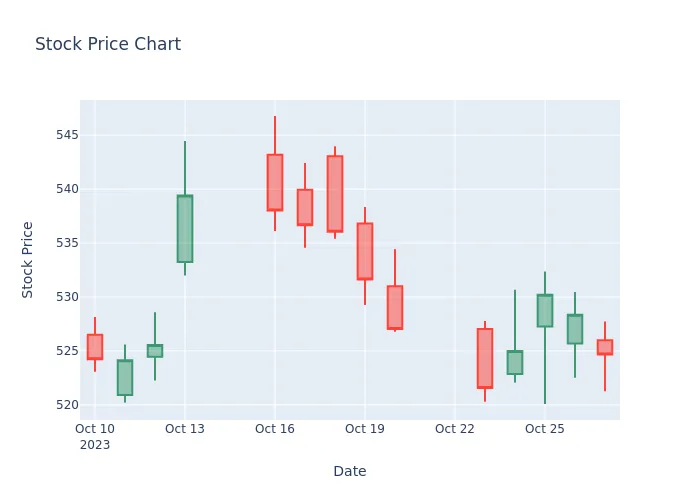 Stock Price Chart
Stock Price
545
540
535
530
525
520
Oct 10
2023
Oct 13
Oct 16
Oct 19
Oct 22
Oct 25
Date